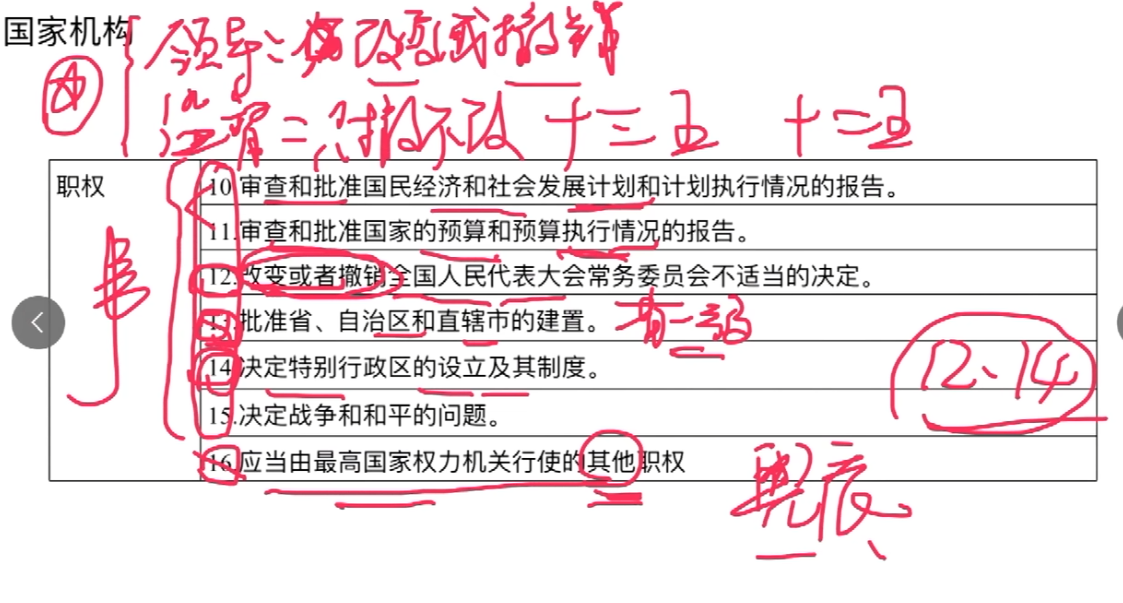 国家机构
领导：改变或撤销
监督＝只撤不改 十三五 十二五
职权
10.审查和批准国民经济和社会发展计划和计划执行情况的报告。
11.审查和批准国家的预算和预算执行情况的报告。
12.改变或者撤销全国人民代表大会常务委员会不适当的决定。
13.批准省、自治区和直辖市的建置。
省一级
14.决定特别行政区的设立及其制度。
12、14
15.决定战争和和平的问题。
16.应当由最高国家权力机关行使的其他职权
兜底
事